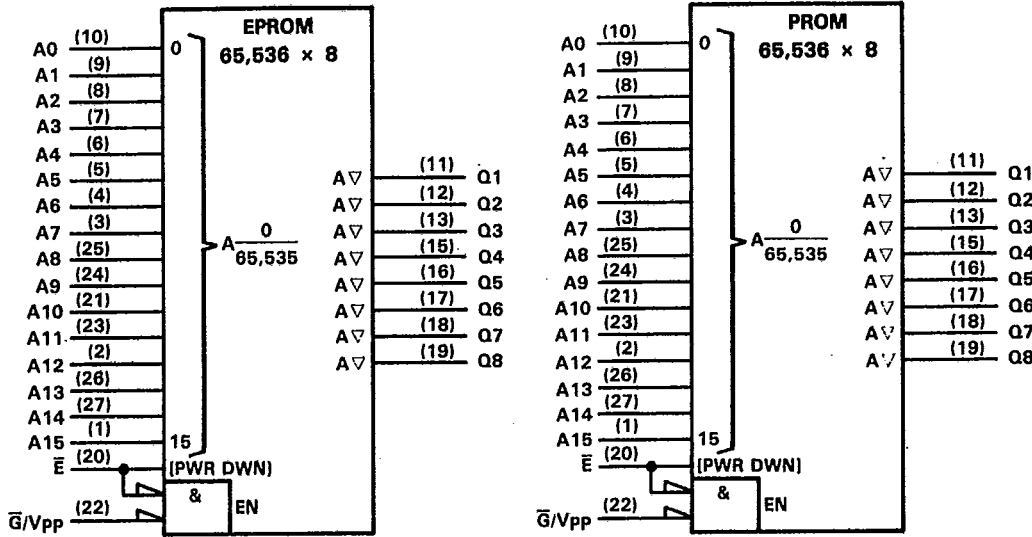 EPROM
65,536 × 8
A0 (10) 0
A1 (9)
A2 (8)
A3 (7)
A4 (6)
A5 (5)
A6 (4)
A7 (3)
A8 (25)
A9 (24)
A10 (21)
A11 (23)
A12 (2)
A13 (26)
A14 (27)
A15 (1) 15
E̅ (20) [PWR DWN]
& EN
G̅/VPP (22)
A 0
65,535
A▽ (11) Q1
A▽ (12) Q2
A▽ (13) Q3
A▽ (15) Q4
A▽ (16) Q5
A▽ (17) Q6
A▽ (18) Q7
A▽ (19) Q8
PROM
65,536 × 8
A0 (10) 0
A1 (9)
A2 (8)
A3 (7)
A4 (6)
A5 (5)
A6 (4)
A7 (3)
A8 (25)
A9 (24)
A10 (21)
A11 (23)
A12 (2)
A13 (26)
A14 (27)
A15 (1) 15
E̅ (20) [PWR DWN]
& EN
G̅/VPP (22)
A 0
65,535
A▽ (11) Q1
A▽ (12) Q2
A▽ (13) Q3
A▽ (15) Q4
A▽ (16) Q5
A▽ (17) Q6
A▽ (18) Q7
A▽ (19) Q8